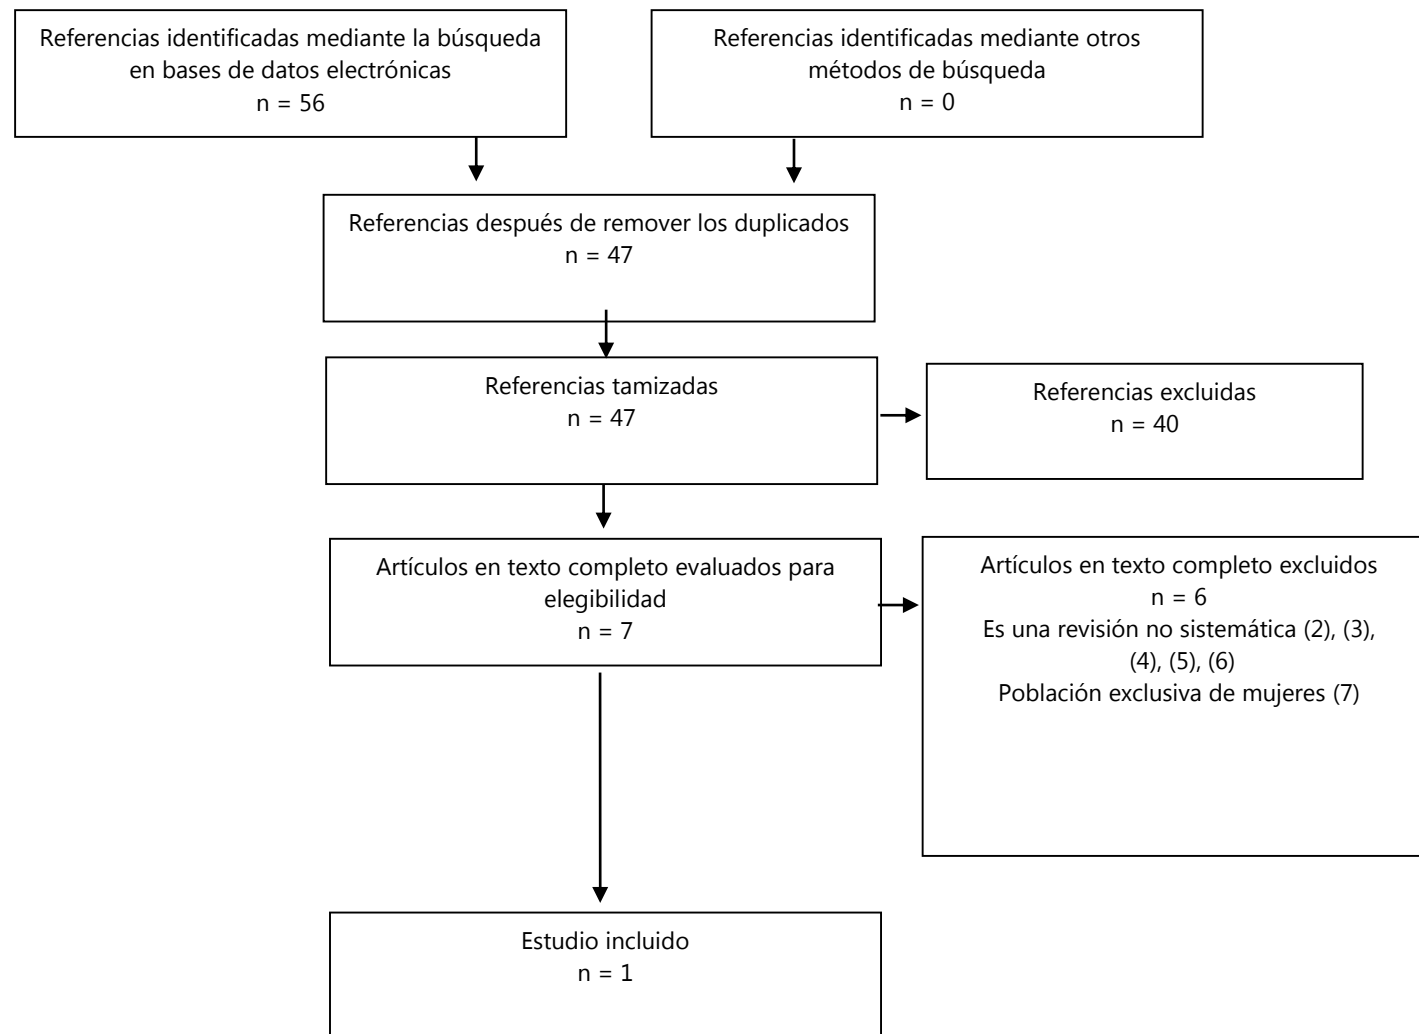 Referencias identificadas mediante la búsqueda
en bases de datos electrónicas
n = 56
Referencias identificadas mediante otros
métodos de búsqueda
n = 0
Referencias después de remover los duplicados
n = 47
Referencias tamizadas
n = 47
Referencias excluidas
n = 40
Artículos en texto completo evaluados para
elegibilidad
n = 7
Artículos en texto completo excluidos
n = 6
Es una revisión no sistemática (2), (3),
(4), (5), (6)
Población exclusiva de mujeres (7)
Estudio incluido
n = 1